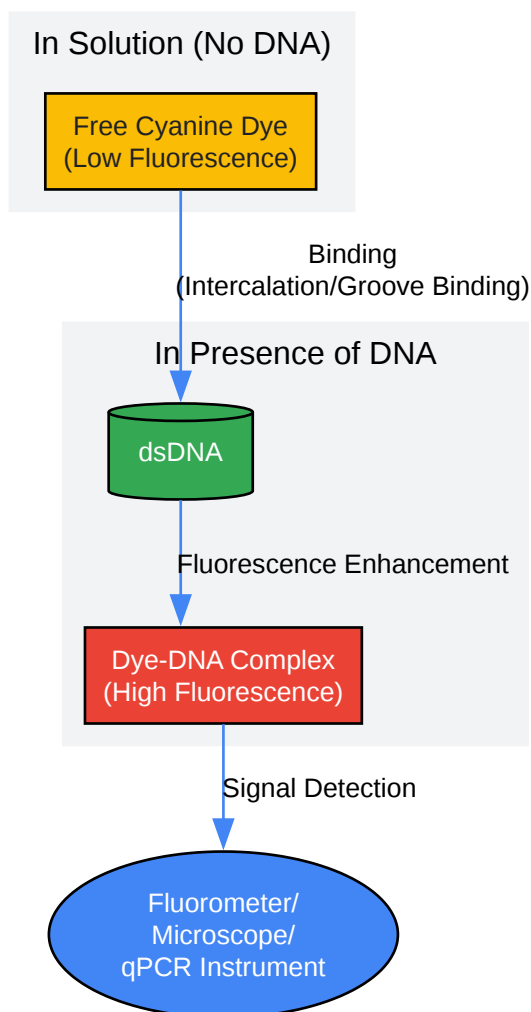 In Solution (No DNA)
Free Cyanine Dye
(Low Fluorescence)
Binding
(Intercalation/Groove Binding)
In Presence of DNA
dsDNA
Fluorescence Enhancement
Dye-DNA Complex
(High Fluorescence)
Signal Detection
Fluorometer/
Microscope/
qPCR Instrument